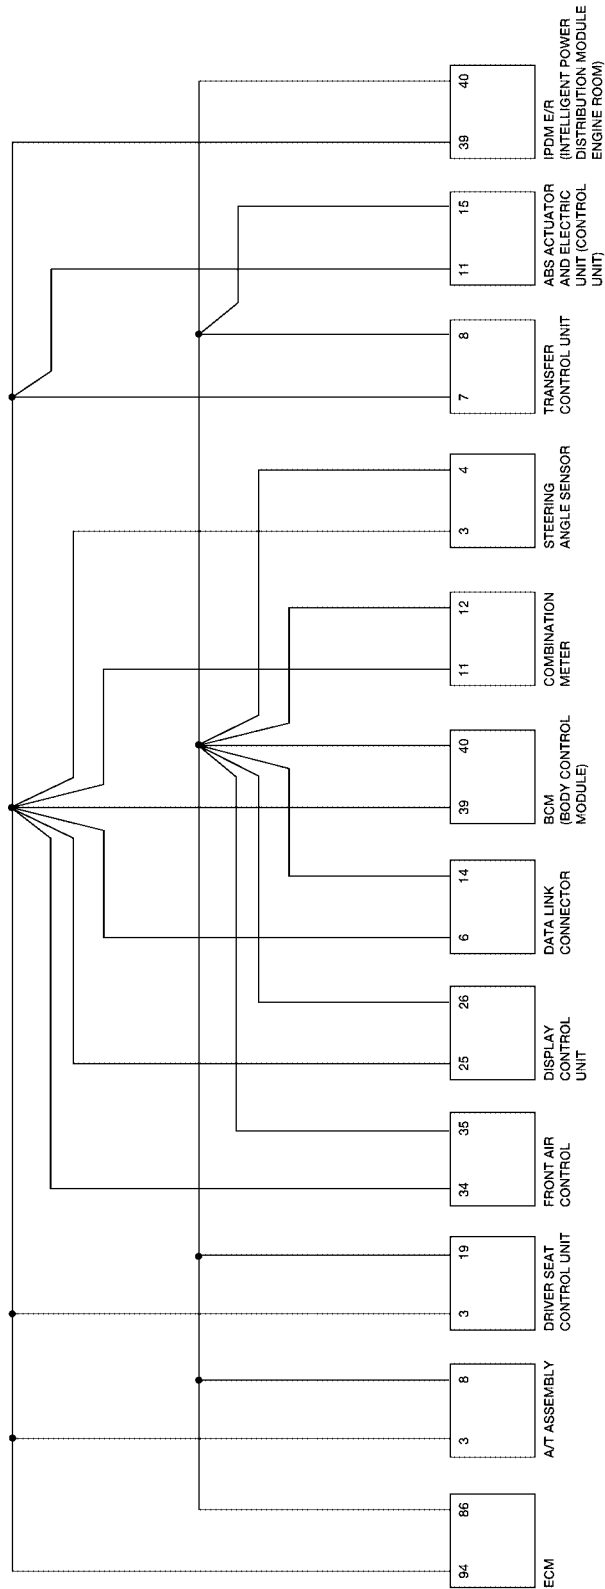 94
86
ECM
3
8
A/T ASSEMBLY
3
19
DRIVER SEAT
CONTROL UNIT
34
35
FRONT AIR
CONTROL
25
26
DISPLAY
CONTROL
UNIT
6
14
DATA LINK
CONNECTOR
39
40
BCM
(BODY CONTROL
MODULE)
11
12
COMBINATION
METER
3
4
STEERING
ANGLE SENSOR
7
8
TRANSFER
CONTROL UNIT
11
15
ABS ACTUATOR
AND ELECTRIC
UNIT (CONTROL
UNIT)
39
40
IPDM E/R
(INTELLIGENT POWER
DISTRIBUTION MODULE
ENGINE ROOM)